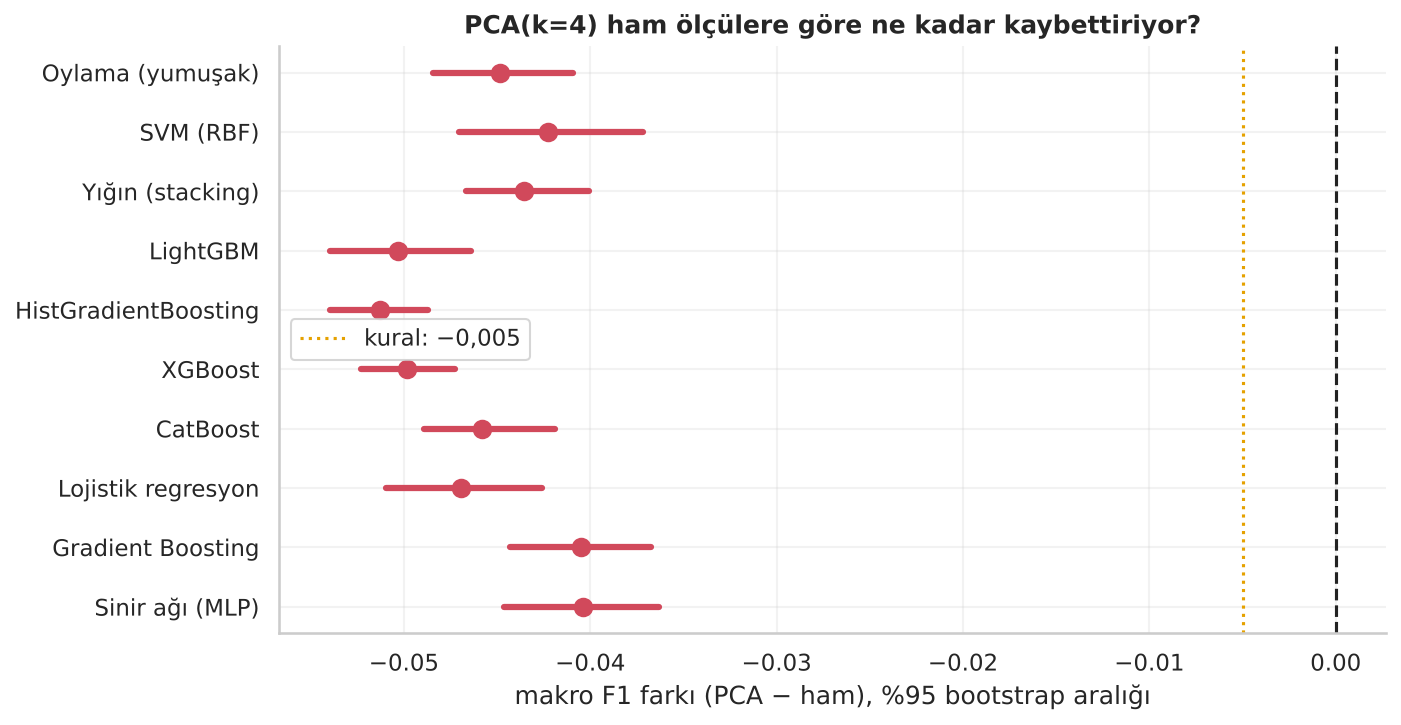 PCA(k=4) ham ölçülere göre ne kadar kaybettiriyor?
Oylama (yumuşak)
SVM (RBF)
Yığın (stacking)
LightGBM
HistGradientBoosting
kural: −0,005
XGBoost
CatBoost
Lojistik regresyon
Gradient Boosting
Sinir ağı (MLP)
−0.05 −0.04 −0.03 −0.02 −0.01 0.00
makro F1 farkı (PCA − ham), %95 bootstrap aralığı